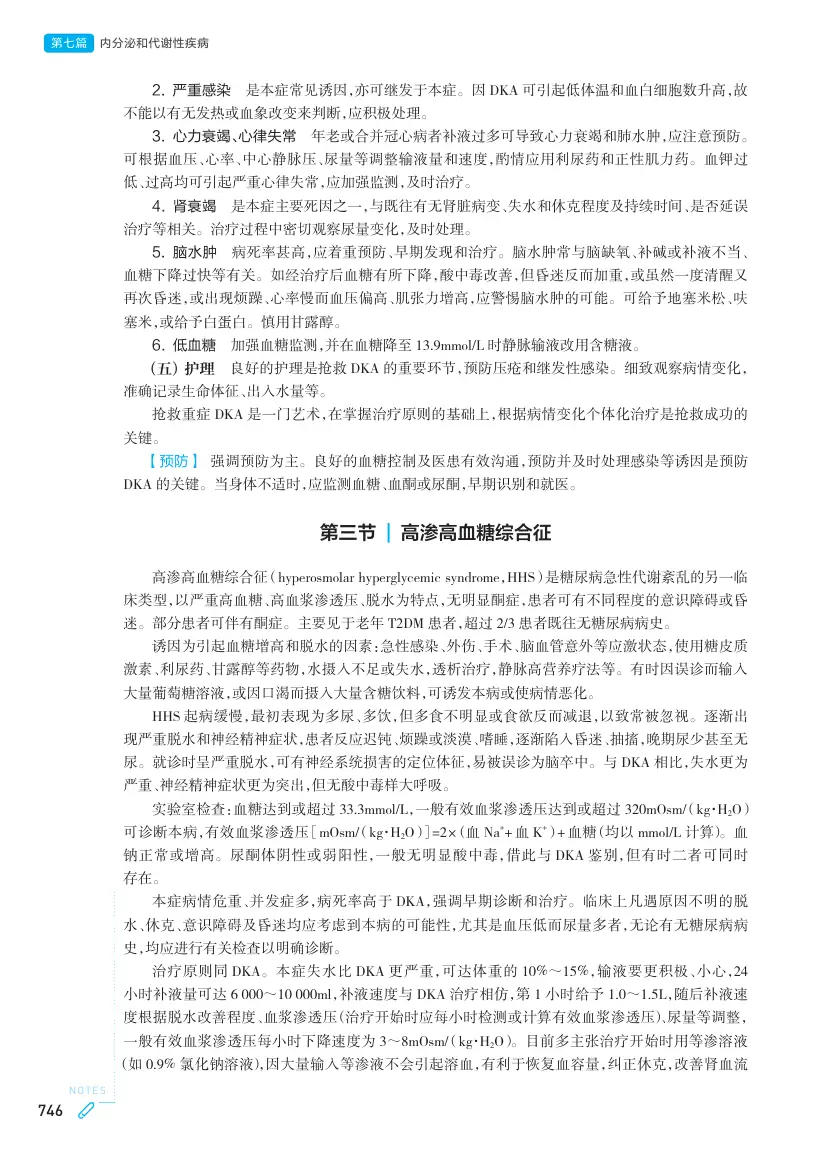 第七篇 内分泌和代谢性疾病
2. 严重感染 是本症常见诱因,亦可继发于本症。因 DKA 可引起低体温和血白细胞数升高,故
不能以有无发热或血象改变来判断,应积极处理。
3. 心力衰竭、心律失常 年老或合并冠心病者补液过多可导致心力衰竭和肺水肿,应注意预防。
可根据血压、心率、中心静脉压、尿量等调整输液量和速度,酌情应用利尿药和正性肌力药。血钾过
低、过高均可引起严重心律失常,应加强监测,及时治疗。
4. 肾衰竭 是本症主要死因之一,与既往有无肾脏病变、失水和休克程度及持续时间、是否延误
治疗等相关。治疗过程中密切观察尿量变化,及时处理。
5. 脑水肿 病死率甚高,应着重预防、早期发现和治疗。脑水肿常与脑缺氧、补碱或补液不当、
血糖下降过快等有关。如经治疗后血糖有所下降,酸中毒改善,但昏迷反而加重,或虽然一度清醒又
再次昏迷,或出现烦躁、心率慢而血压偏高、肌张力增高,应警惕脑水肿的可能。可给予地塞米松、呋
塞米,或给予白蛋白。慎用甘露醇。
6. 低血糖 加强血糖监测,并在血糖降至 13.9mmol/L 时静脉输液改用含糖液。
(五)护理 良好的护理是抢救 DKA 的重要环节,预防压疮和继发性感染。细致观察病情变化,
准确记录生命体征、出入水量等。
抢救重症 DKA 是一门艺术,在掌握治疗原则的基础上,根据病情变化个体化治疗是抢救成功的
关键。
【预防】 强调预防为主。良好的血糖控制及医患有效沟通,预防并及时处理感染等诱因是预防
DKA 的关键。当身体不适时,应监测血糖、血酮或尿酮,早期识别和就医。
第三节 | 高渗高血糖综合征
高渗高血糖综合征(hyperosmolar hyperglycemic syndrome,HHS)是糖尿病急性代谢紊乱的另一临
床类型,以严重高血糖、高血浆渗透压、脱水为特点,无明显酮症,患者可有不同程度的意识障碍或昏
迷。部分患者可伴有酮症。主要见于老年 T2DM 患者,超过 2/3 患者既往无糖尿病病史。
诱因为引起血糖增高和脱水的因素:急性感染、外伤、手术、脑血管意外等应激状态,使用糖皮质
激素、利尿药、甘露醇等药物,水摄入不足或失水,透析治疗,静脉高营养疗法等。有时因误诊而输入
大量葡萄糖溶液,或因口渴而摄入大量含糖饮料,可诱发本病或使病情恶化。
HHS 起病缓慢,最初表现为多尿、多饮,但多食不明显或食欲反而减退,以致常被忽视。逐渐出
现严重脱水和神经精神症状,患者反应迟钝、烦躁或淡漠、嗜睡,逐渐陷入昏迷、抽搐,晚期尿少甚至无
尿。就诊时呈严重脱水,可有神经系统损害的定位体征,易被误诊为脑卒中。与 DKA 相比,失水更为
严重、神经精神症状更为突出,但无酸中毒样大呼吸。
实验室检查:血糖达到或超过 33.3mmol/L,一般有效血浆渗透压达到或超过 320mOsm/(kg·H₂O)
可诊断本病,有效血浆渗透压[mOsm/(kg·H₂O)]=2×(血 Na⁺+ 血 K⁺)+ 血糖(均以 mmol/L 计算)。血
钠正常或增高。尿酮体阴性或弱阳性,一般无明显酸中毒,借此与 DKA 鉴别,但有时二者可同时
存在。
本症病情危重、并发症多,病死率高于 DKA,强调早期诊断和治疗。临床上凡遇原因不明的脱
水、休克、意识障碍及昏迷均应考虑到本病的可能性,尤其是血压低而尿量多者,无论有无糖尿病病
史,均应进行有关检查以明确诊断。
治疗原则同 DKA。本症失水比 DKA 更严重,可达体重的 10%~15%,输液要更积极、小心,24
小时补液量可达 6 000~10 000ml,补液速度与 DKA 治疗相仿,第 1 小时给予 1.0~1.5L,随后补液速
度根据脱水改善程度、血浆渗透压(治疗开始时应每小时检测或计算有效血浆渗透压)、尿量等调整,
一般有效血浆渗透压每小时下降速度为 3~8mOsm/(kg·H₂O)。目前多主张治疗开始时用等渗溶液
(如 0.9% 氯化钠溶液),因大量输入等渗液不会引起溶血,有利于恢复血容量,纠正休克,改善肾血流
NOTES
746